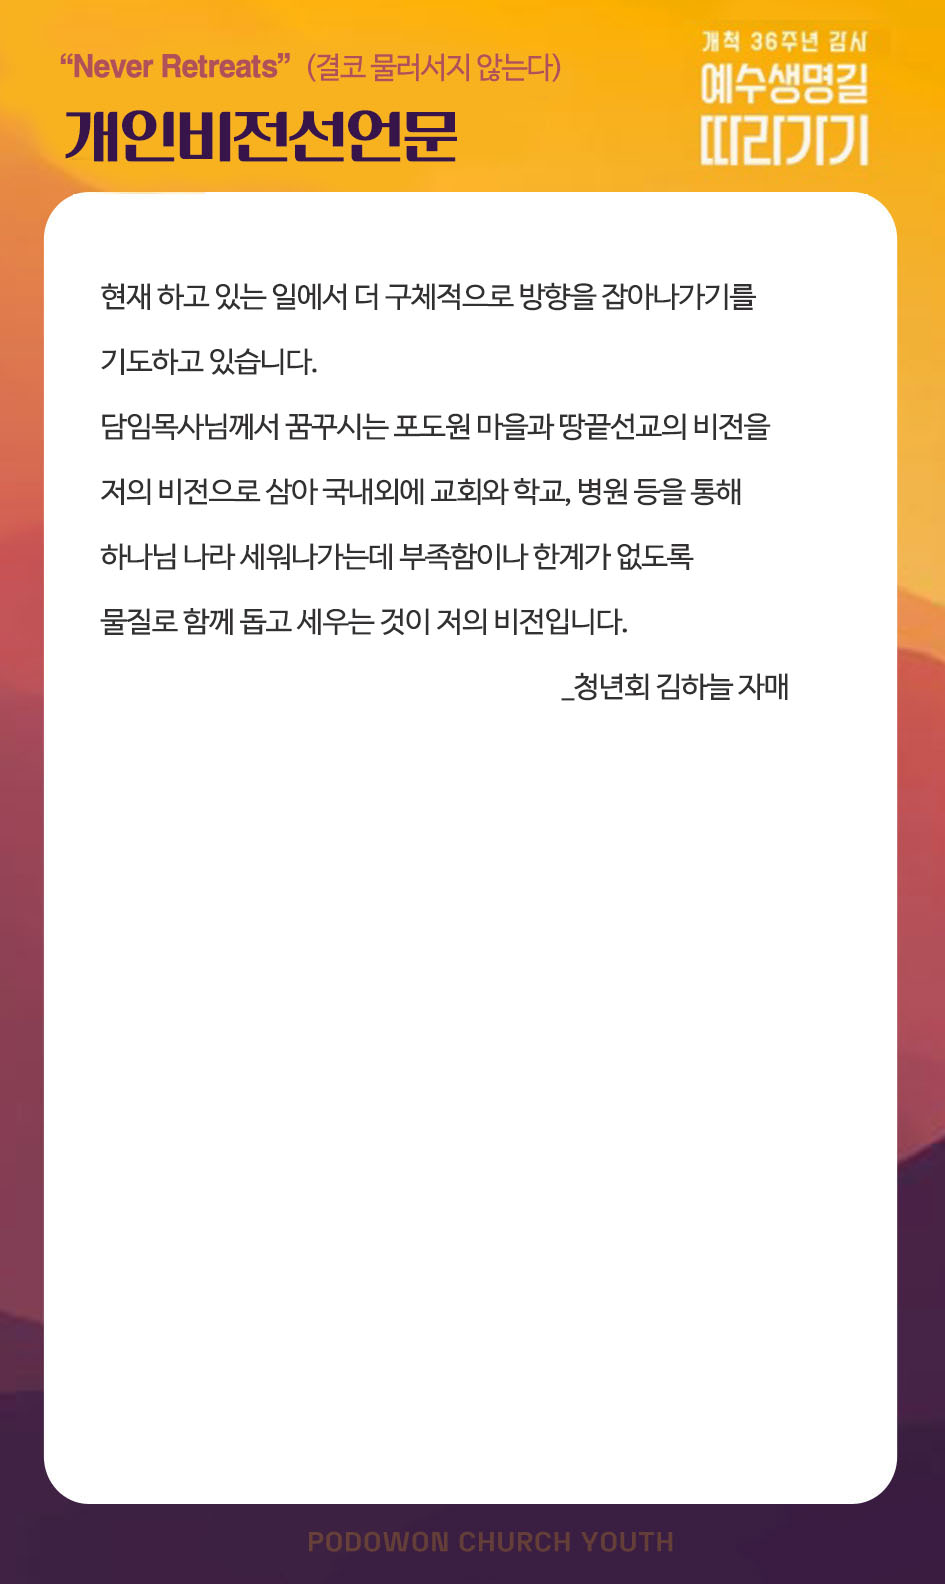 “Never Retreats” (결코 물러서지 않는다)
개인비전선언문
개척 36주년 감사
예수생명길
따라가기
현재 하고 있는 일에서 더 구체적으로 방향을 잡아나가기를
기도하고 있습니다.
담임목사님께서 꿈꾸시는 포도원 마을과 땅끝선교의 비전을
저의 비전으로 삼아 국내외에 교회와 학교, 병원 등을 통해
하나님 나라 세워나가는데 부족함이나 한계가 없도록
물질로 함께 돕고 세우는 것이 저의 비전입니다.
_청년회 김하늘 자매
PODOWON CHURCH YOUTH